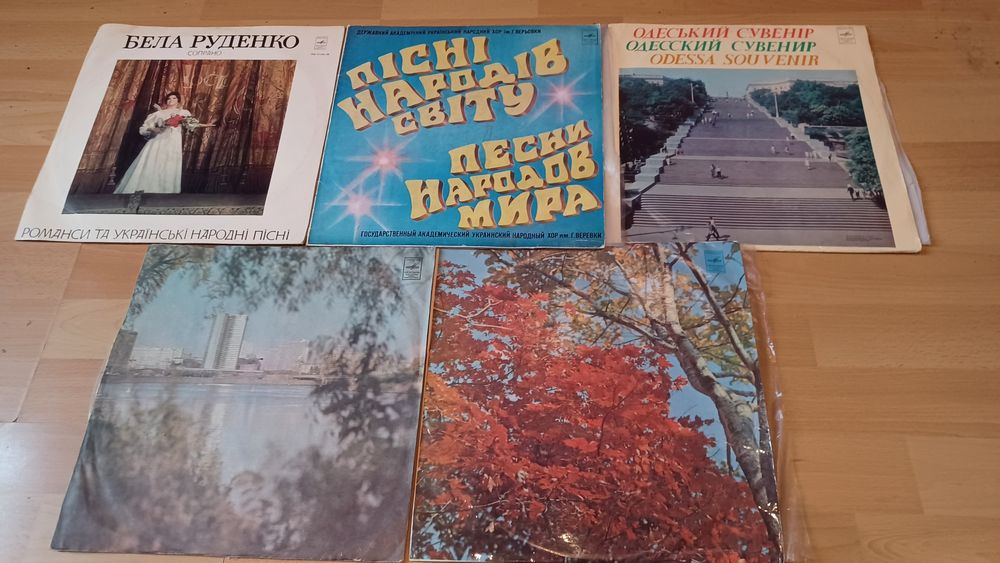 БЕЛА РУДЕНКО
СОПРАНО
РОМАНСИ ТА УКРАЇНСЬКІ НАРОДНІ ПІСНІ
ДЕРЖАВНИЙ АКАДЕМІЧНИЙ УКРАЇНСЬКИЙ НАРОДНИЙ ХОР ІМ. Г. ВЕРЬОВКИ
ПІСНІ
НАРОДІВ
СВІТУ
ПЕСНИ
НАРОДОВ
МИРА
ГОСУДАРСТВЕННЫЙ АКАДЕМИЧЕСКИЙ УКРАИНСКИЙ НАРОДНЫЙ ХОР ИМ. Г. ВЕРЕВКИ
ОДЕСЬКИЙ СУВЕНІР
ОДЕССКИЙ СУВЕНИР
ODESSA SOUVENIR